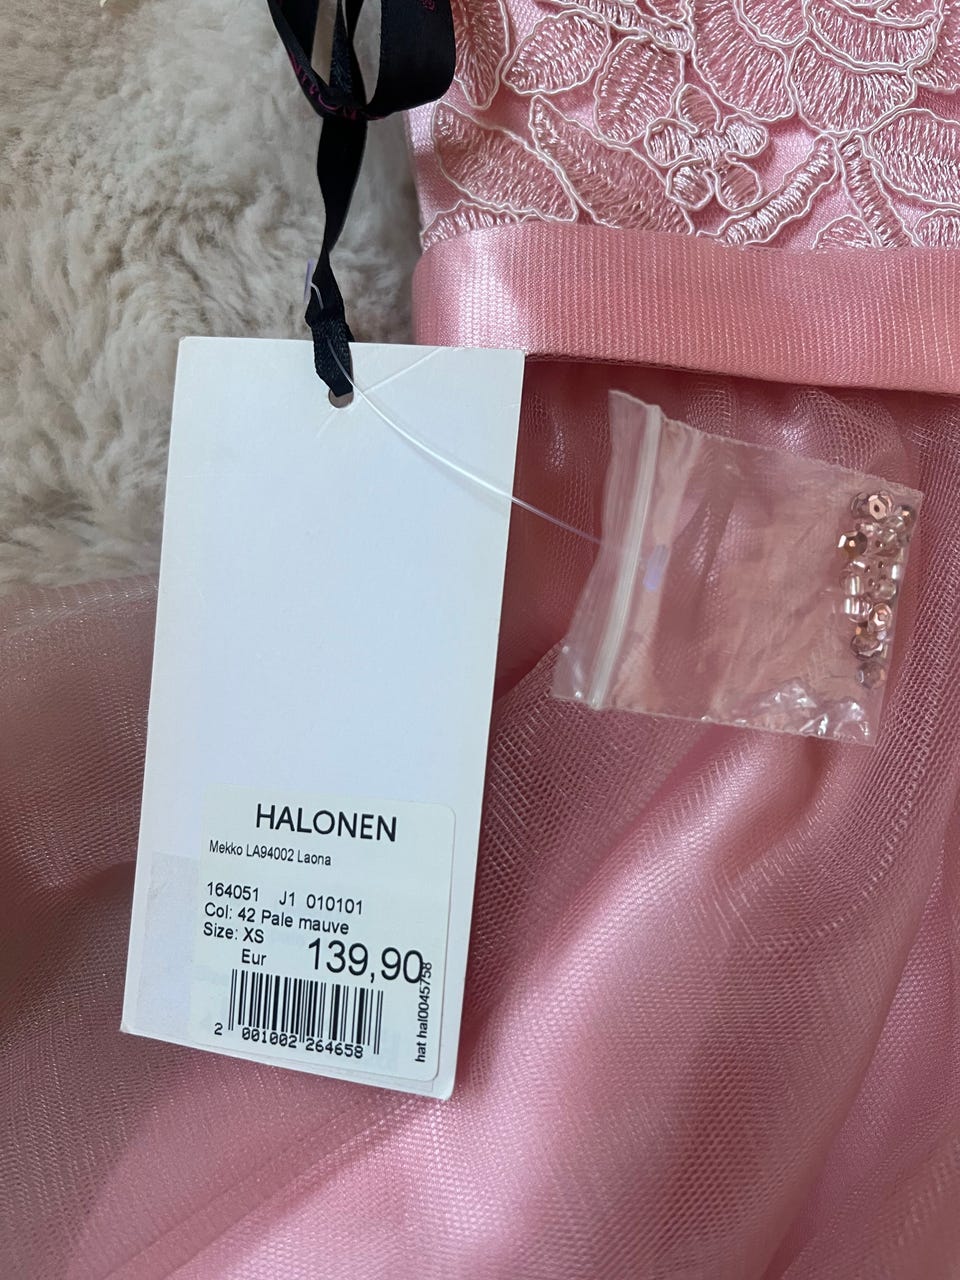 HALONEN
Mekko LA94002 Laona
164051 J1 010101
Col: 42 Pale mauve
Size: XS
Eur 139,90
hat hal0045758
2 001002 264658